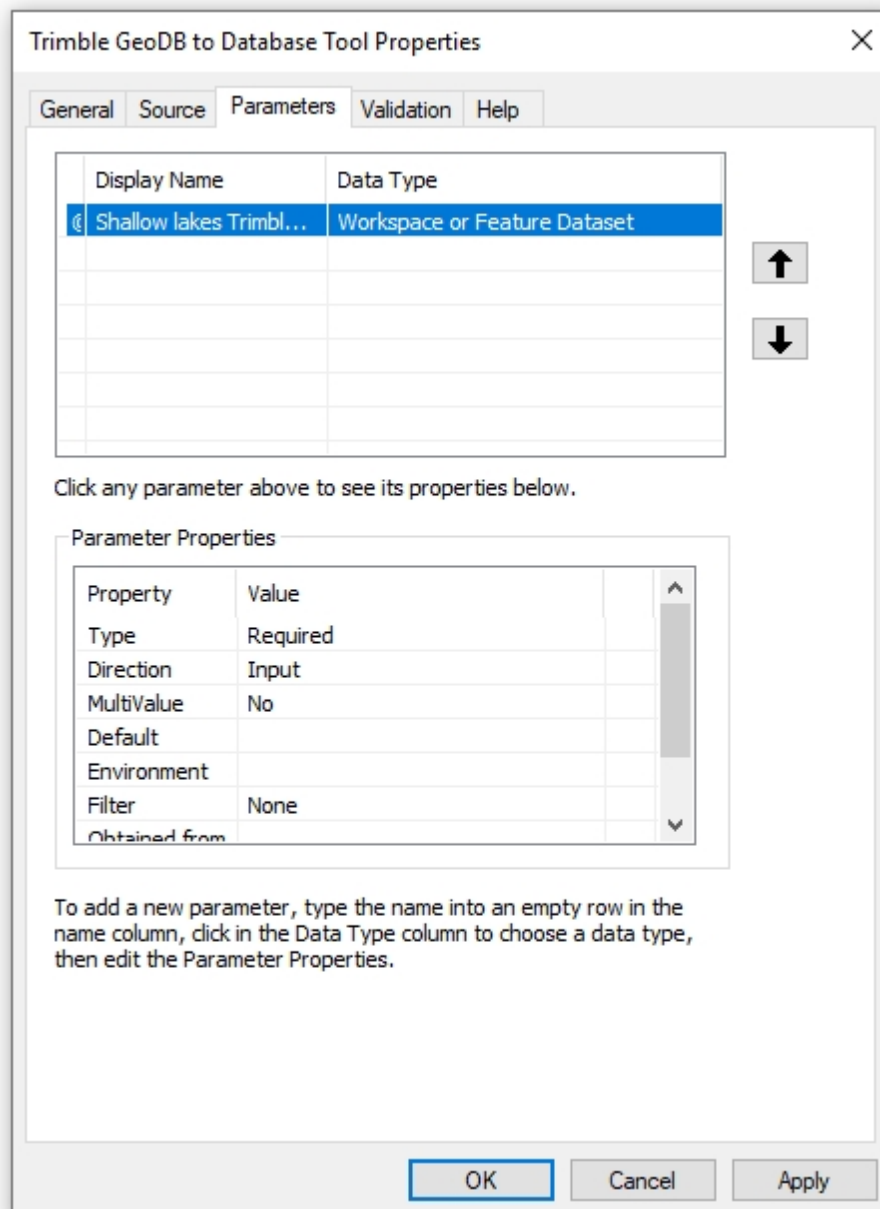 Trimble GeoDB to Database Tool Properties
General Source Parameters Validation Help
Display Name Data Type
Shallow lakes Trimbl... Workspace or Feature Dataset
Click any parameter above to see its properties below.
Parameter Properties
Property Value
Type Required
Direction Input
MultiValue No
Default
Environment
Filter None
Obtained from
To add a new parameter, type the name into an empty row in the
name column, click in the Data Type column to choose a data type,
then edit the Parameter Properties.
OK Cancel Apply